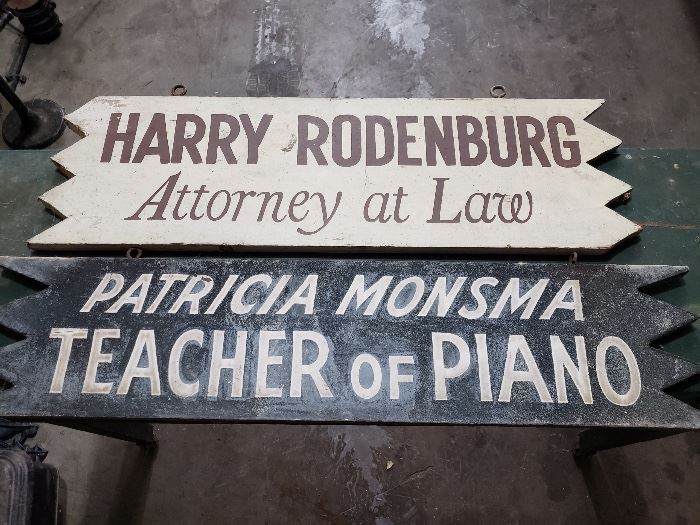 HARRY RODENBURG
Attorney at Law
PATRICIA MONSMA
TEACHER OF PIANO